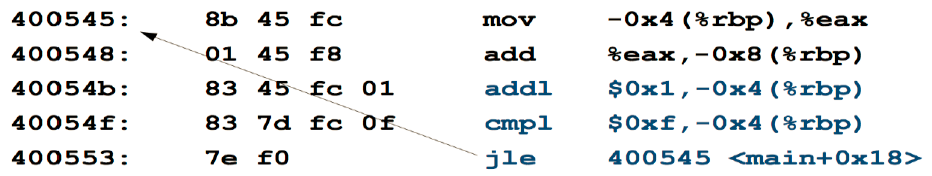 400545: 8b 45 fc mov -0x4(%rbp),%eax
400548: 01 45 f8 add %eax,-0x8(%rbp)
40054b: 83 45 fc 01 addl $0x1,-0x4(%rbp)
40054f: 83 7d fc 0f cmpl $0xf,-0x4(%rbp)
400553: 7e f0 jle 400545 <main+0x18>